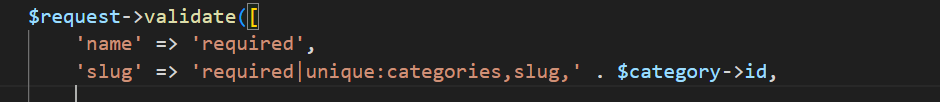 $request->validate([
'name' => 'required',
'slug' => 'required|unique:categories,slug,' . $category->id,